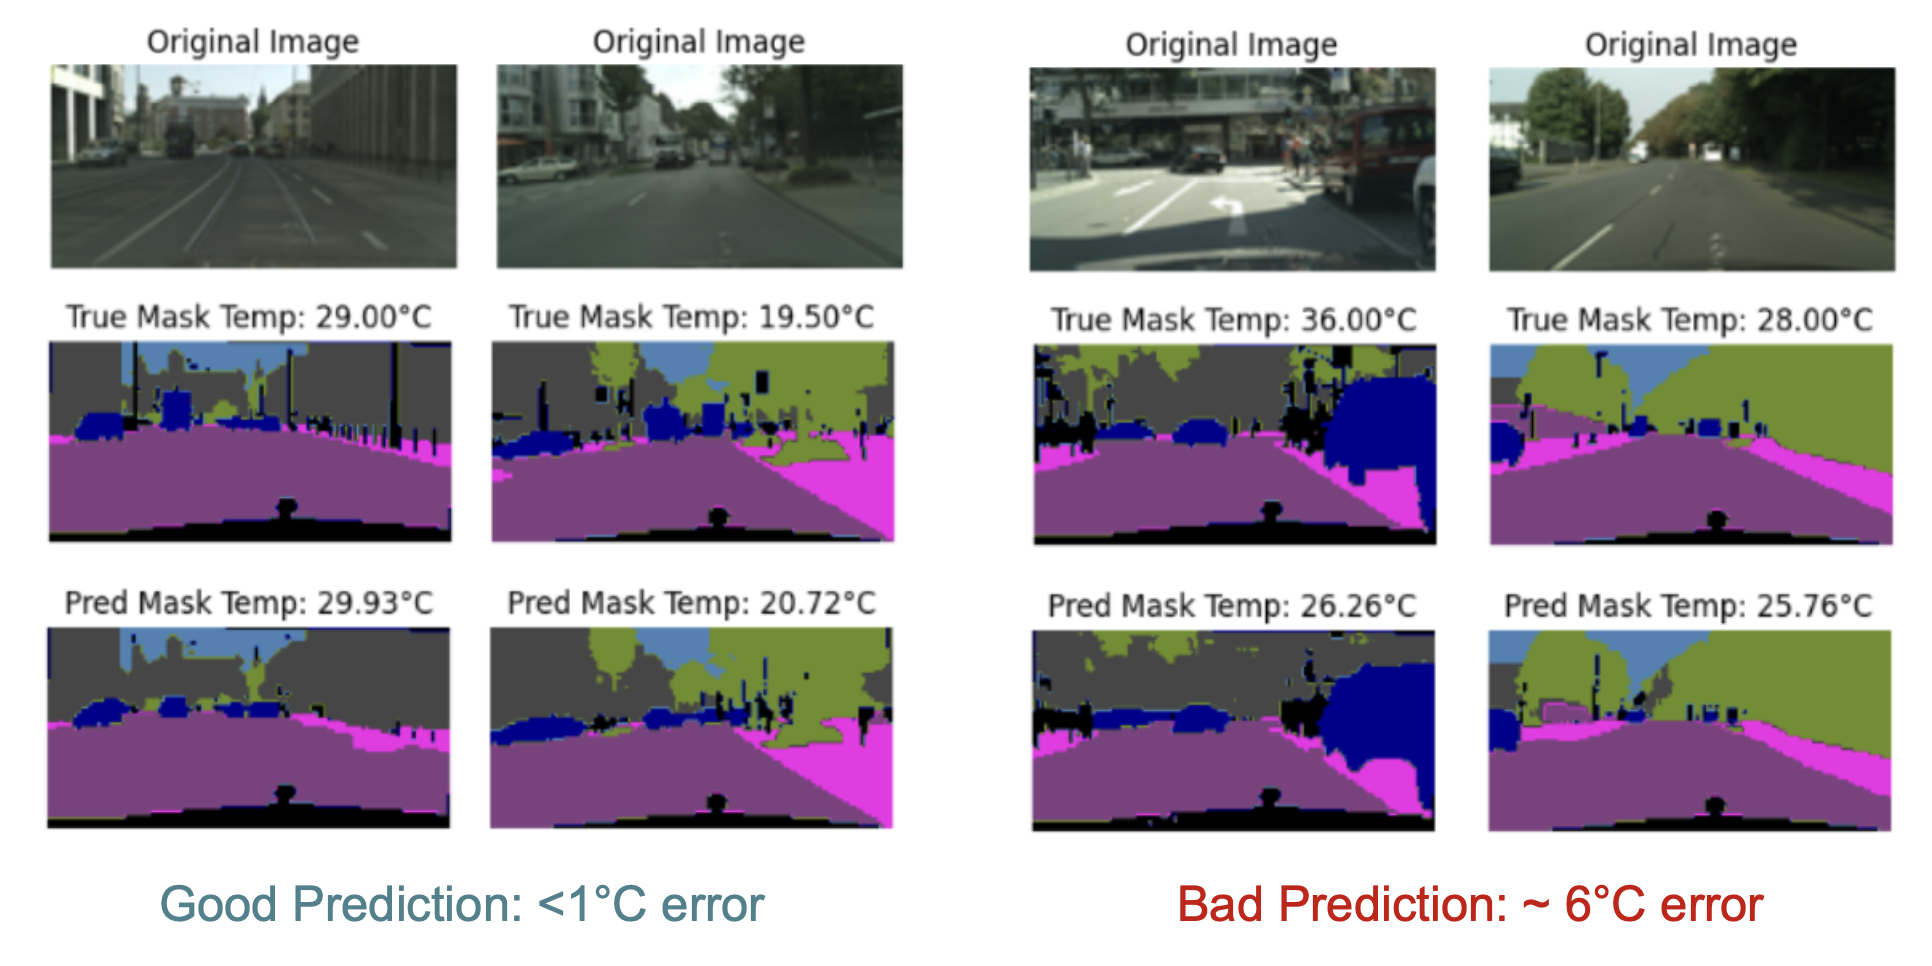 Original Image
Original Image
Original Image
Original Image
True Mask Temp: 29.00°C
True Mask Temp: 19.50°C
True Mask Temp: 36.00°C
True Mask Temp: 28.00°C
Pred Mask Temp: 29.93°C
Pred Mask Temp: 20.72°C
Pred Mask Temp: 26.26°C
Pred Mask Temp: 25.76°C
Good Prediction: <1°C error
Bad Prediction: ~ 6°C error